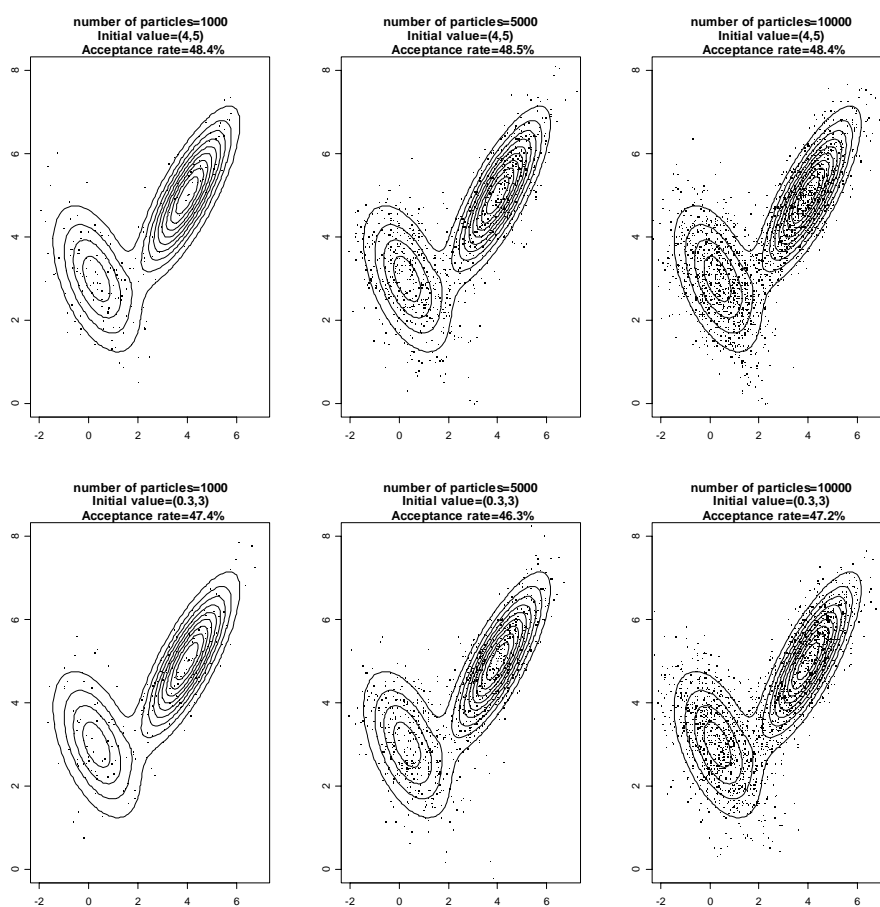 number of particles=1000
Initial value=(4,5)
Acceptance rate=48.4%
8
6
4
2
0
-2 0 2 4 6
number of particles=5000
Initial value=(4,5)
Acceptance rate=48.5%
8
6
4
2
0
-2 0 2 4 6
number of particles=10000
Initial value=(4,5)
Acceptance rate=48.4%
8
6
4
2
0
-2 0 2 4 6
number of particles=1000
Initial value=(0.3,3)
Acceptance rate=47.4%
8
6
4
2
0
-2 0 2 4 6
number of particles=5000
Initial value=(0.3,3)
Acceptance rate=46.3%
8
6
4
2
0
-2 0 2 4 6
number of particles=10000
Initial value=(0.3,3)
Acceptance rate=47.2%
8
6
4
2
0
-2 0 2 4 6